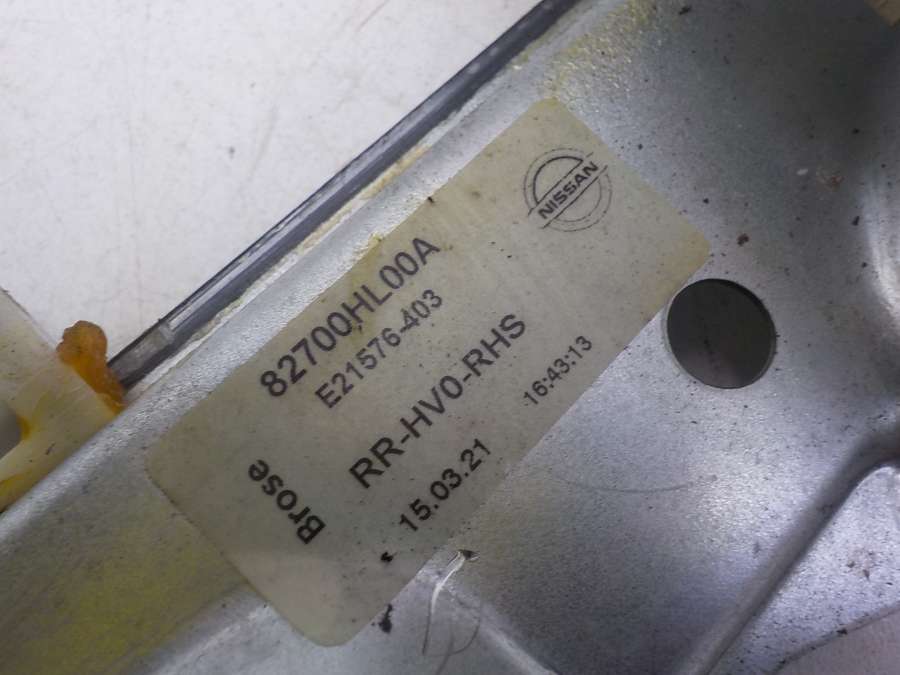 NISSAN
82700HL00A
E21576-403
Brose
RR-HV0-RHS
15.03.21 16:43:13